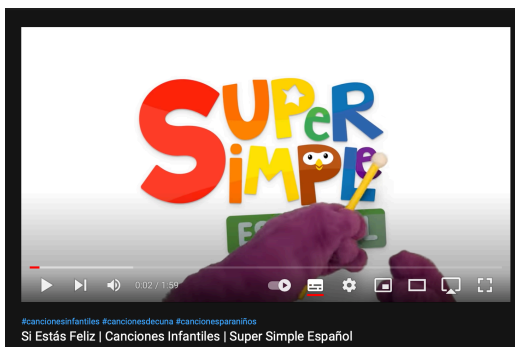 SUPeR
SiMPLe
0:02 / 1:59
#cancionesinfantiles #cancionesdecuna #cancionesparaniños
Si Estás Feliz | Canciones Infantiles | Super Simple Español